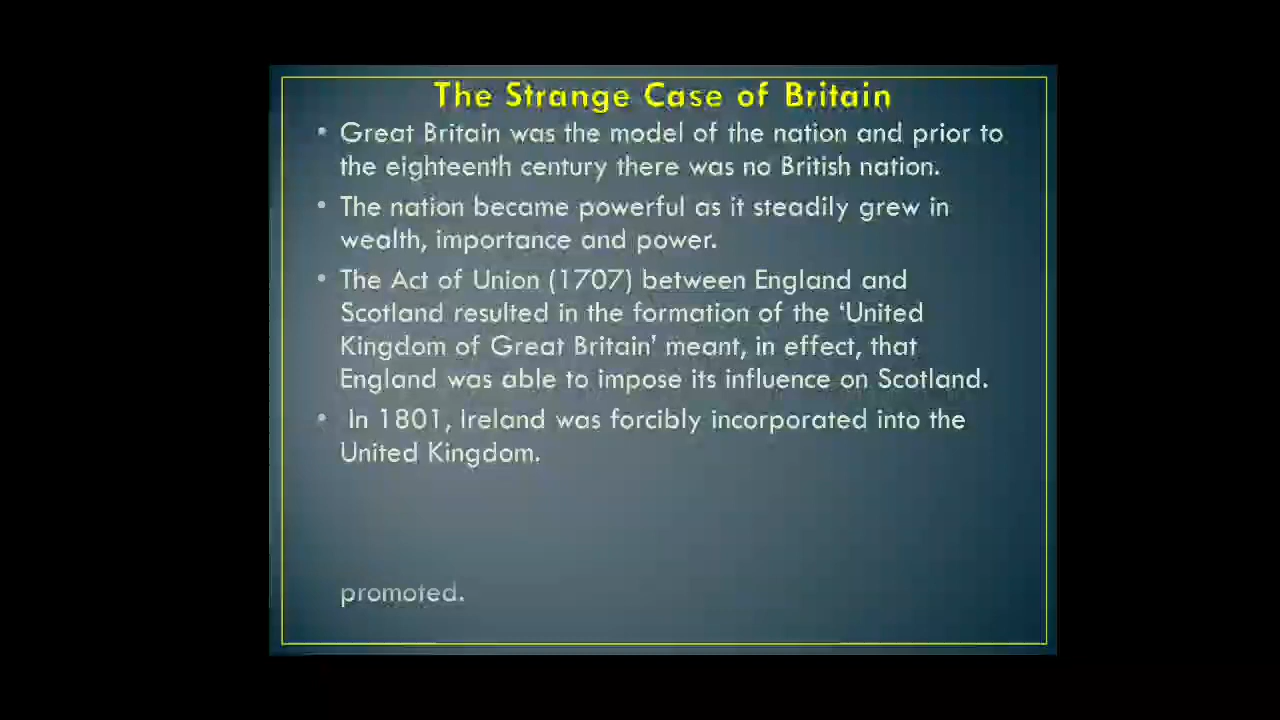 The Strange Case of Britain
• Great Britain was the model of the nation and prior to
the eighteenth century there was no British nation.
• The nation became powerful as it steadily grew in
wealth, importance and power.
• The Act of Union (1707) between England and
Scotland resulted in the formation of the ‘United
Kingdom of Great Britain’ meant, in effect, that
England was able to impose its influence on Scotland.
• In 1801, Ireland was forcibly incorporated into the
United Kingdom.
promoted.